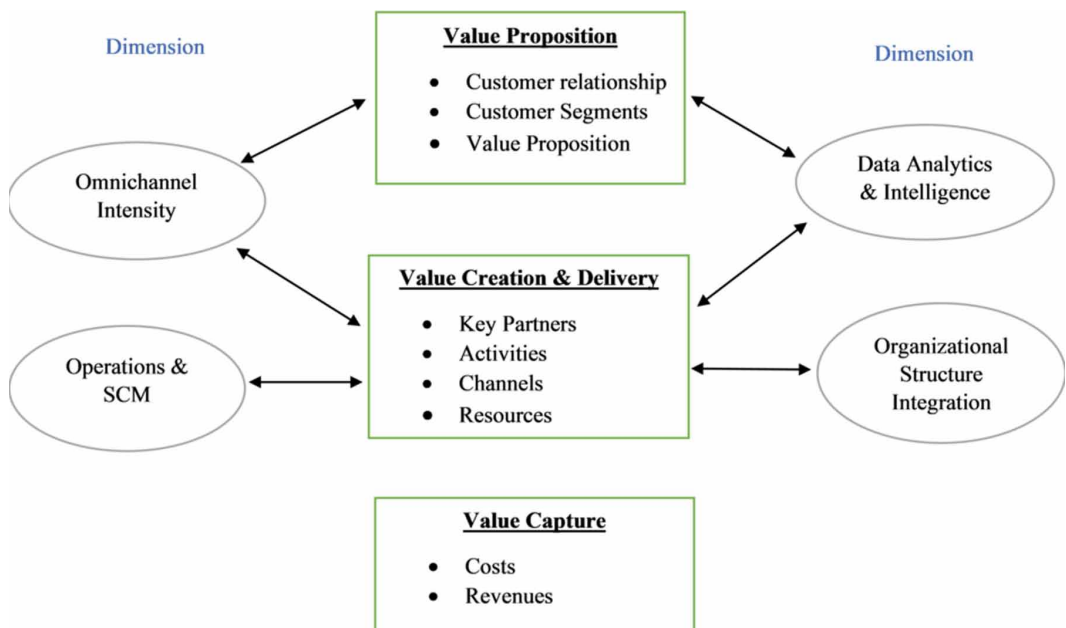 Dimension
Omnichannel
Intensity
Operations &
SCM
Value Proposition
● Customer relationship
● Customer Segments
● Value Proposition
Value Creation & Delivery
● Key Partners
● Activities
● Channels
● Resources
Value Capture
● Costs
● Revenues
Dimension
Data Analytics
& Intelligence
Organizational
Structure
Integration